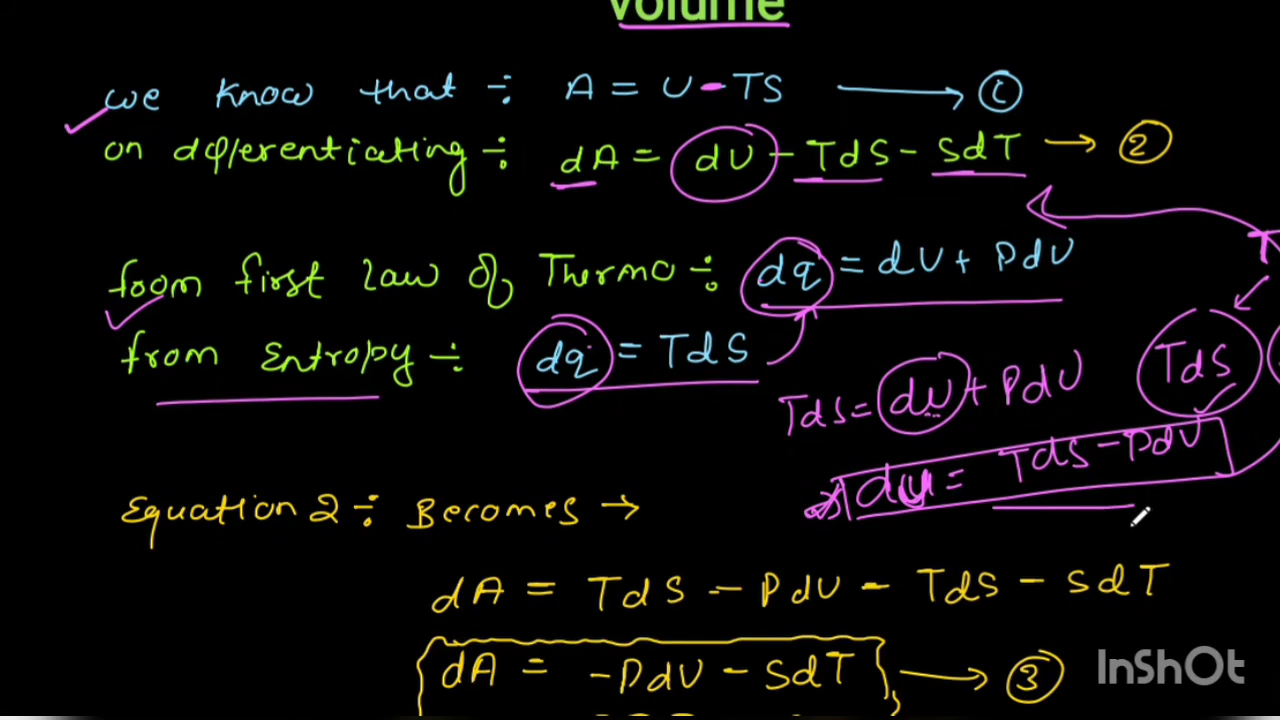 Volume
we know that ÷ A = U - TS → ①
on differentiating ÷ dA = dU - TdS - SdT → ②
from first law of Thermo ÷ dq = dU + PdV
from Entropy ÷ dq = TdS
TdS = dU + PdV
TdS
dU = TdS - PdV
Equation 2 ÷ Becomes →
dA = TdS - PdV - TdS - SdT
dA = -PdV - SdT → ③
InShOt